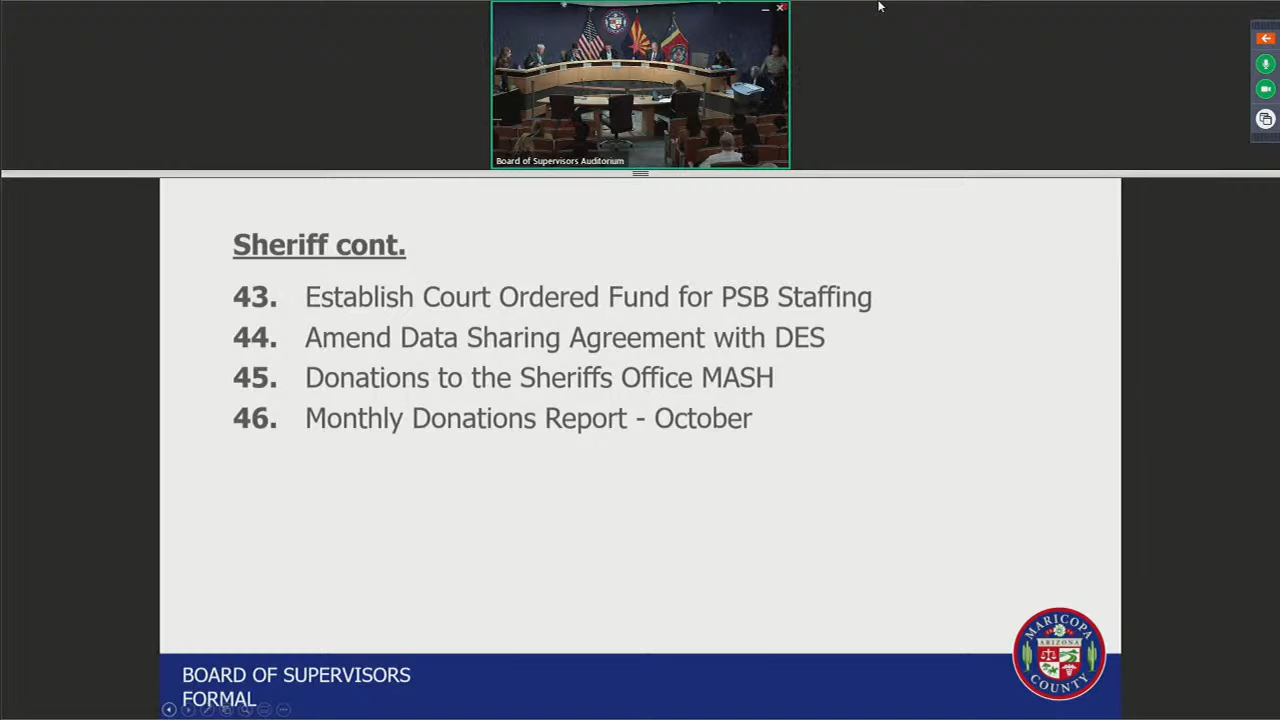 Board of Supervisors Auditorium
Sheriff cont.
43. Establish Court Ordered Fund for PSB Staffing
44. Amend Data Sharing Agreement with DES
45. Donations to the Sheriffs Office MASH
46. Monthly Donations Report - October
BOARD OF SUPERVISORS
FORMAL
MARICOPA
ARIZONA
COUNTY